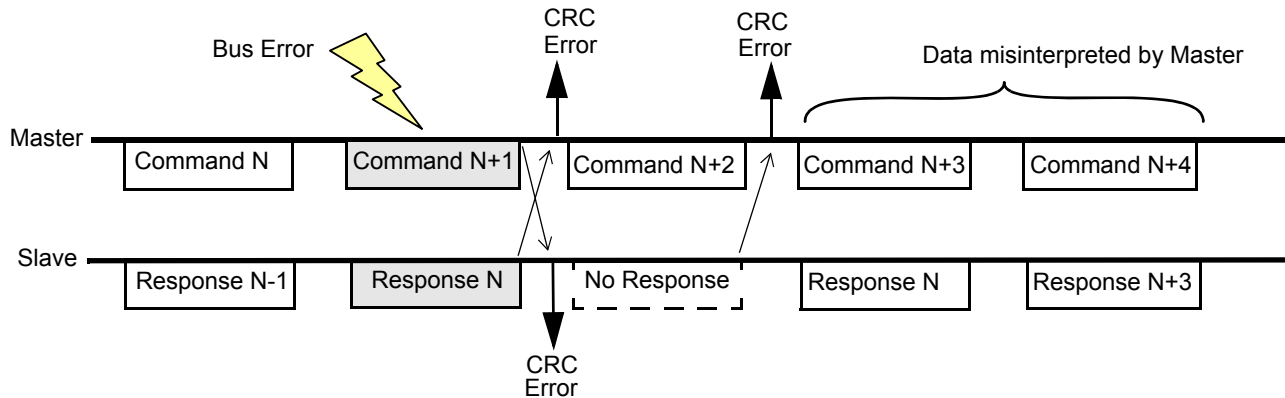 CRC
Error
CRC
Error
Bus Error
Data misinterpreted by Master
Master
Command N
Command N+1
Command N+2
Command N+3
Command N+4
Slave
Response N-1
Response N
No Response
Response N
Response N+3
CRC
Error